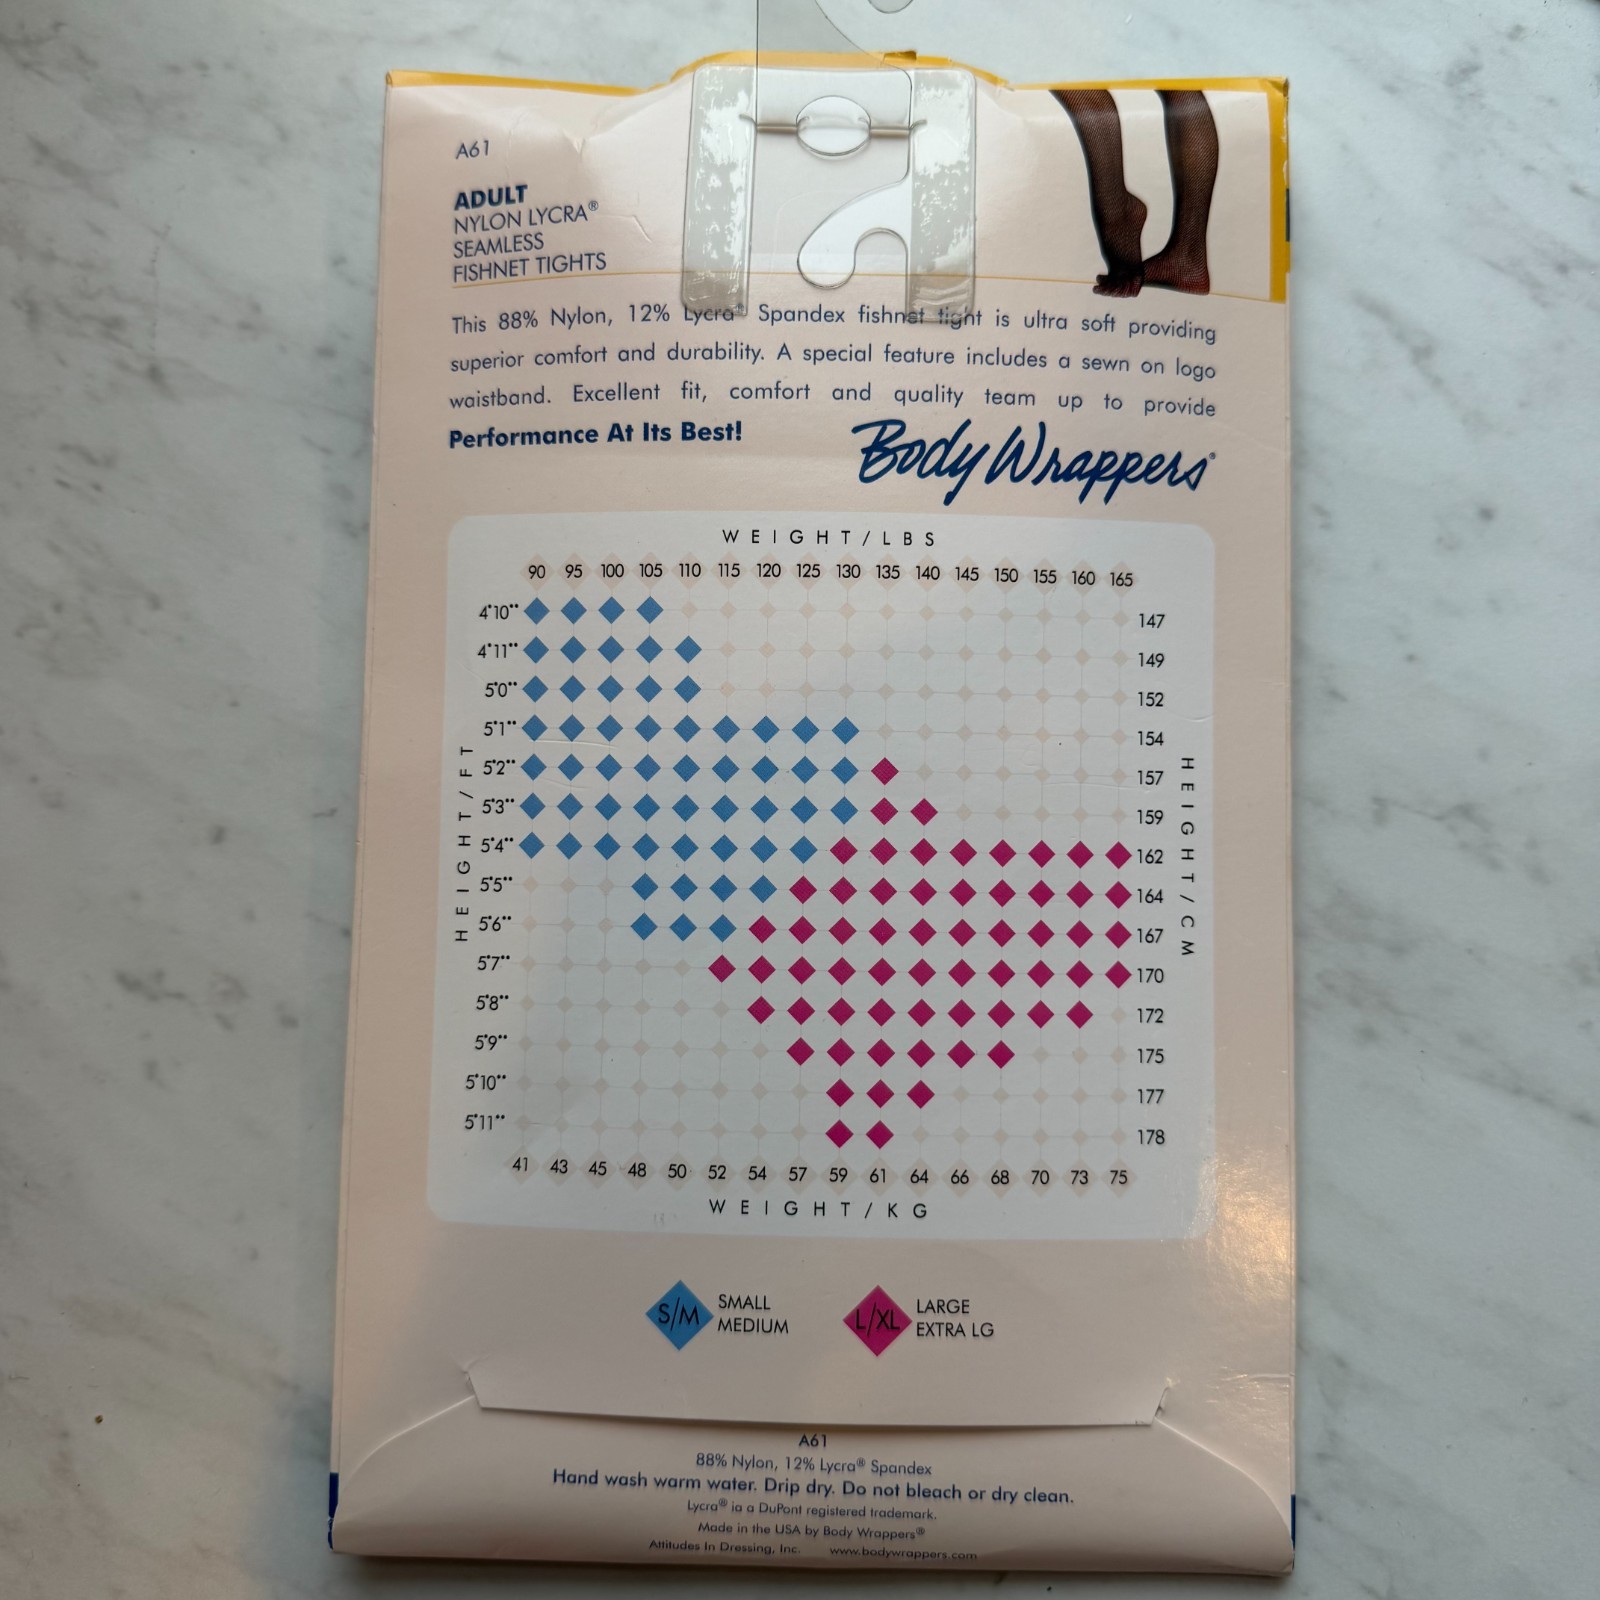 A61
ADULT
NYLON LYCRA®
SEAMLESS
FISHNET TIGHTS
This 88% Nylon, 12% Lycra® Spandex fishnet tight is ultra soft providing
superior comfort and durability. A special feature includes a sewn on logo
waistband. Excellent fit, comfort and quality team up to provide
Performance At Its Best!
Body Wrappers®
WEIGHT/LBS
90 95 100 105 110 115 120 125 130 135 140 145 150 155 160 165
4'10" 147
4'11" 149
5'0" 152
5'1" 154
5'2" 157
5'3" 159
5'4" 162
5'5" 164
5'6" 167
5'7" 170
5'8" 172
5'9" 175
5'10" 177
5'11" 178
HEIGHT/FT
HEIGHT/CM
41 43 45 48 50 52 54 57 59 61 64 66 68 70 73 75
WEIGHT/KG
S/M SMALL
MEDIUM
L/XL LARGE
EXTRA LG
A61
88% Nylon, 12% Lycra® Spandex
Hand wash warm water. Drip dry. Do not bleach or dry clean.
Lycra® ia a DuPont registered trademark.
Made in the USA by Body Wrappers®
Attitudes In Dressing, Inc. www.bodywrappers.com